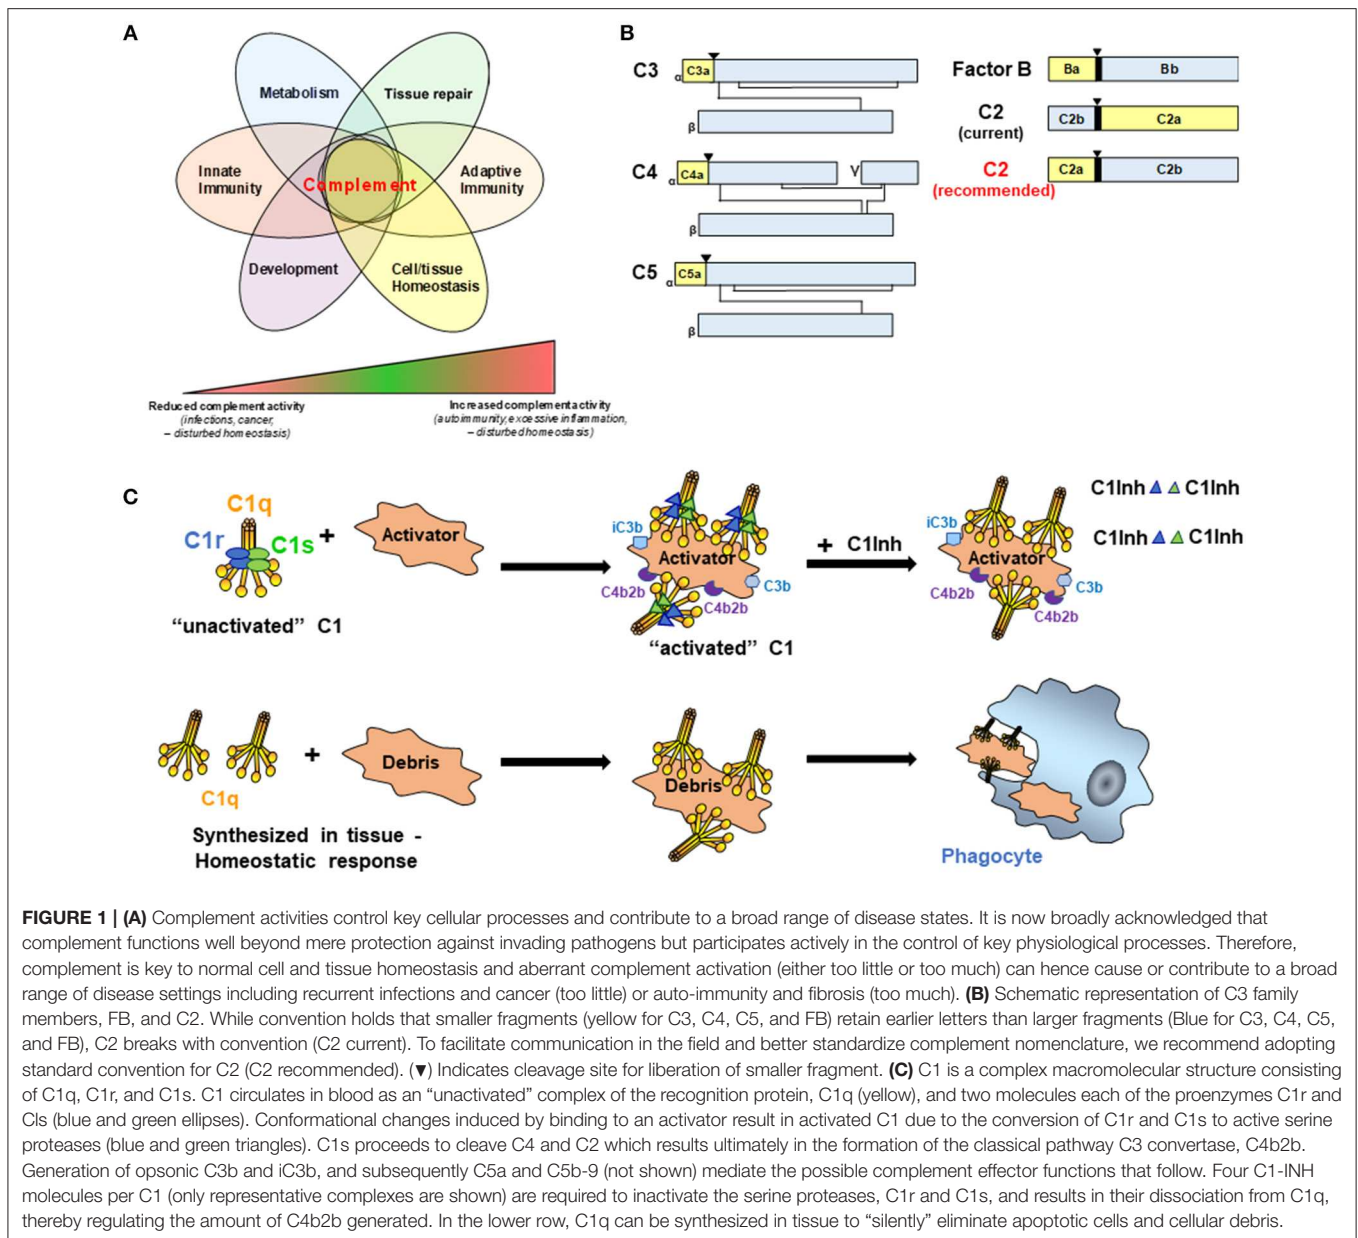 A
Metabolism
Tissue repair
Innate
Immunity
Complement
Adaptive
Immunity
Development
Cell/tissue
Homeostasis
Reduced complement activity
(infections, cancer,
– disturbed homeostasis)
Increased complement activity
(autoimmunity, excessive inflammation,
– disturbed homeostasis)
B
C3
α
C3a
β
C4
α
C4a
γ
β
C5
α
C5a
β
Factor B
Ba
Bb
C2
(current)
C2b
C2a
C2
(recommended)
C2a
C2b
C
C1q
C1r
C1s
+
Activator
"unactivated" C1
iC3b
Activator
C4b2b
C4b2b
C3b
"activated" C1
+ C1Inh
iC3b
Activator
C4b2b
C3b
C4b2b
C1Inh C1Inh
C1Inh C1Inh
C1q
+
Debris
Synthesized in tissue -
Homeostatic response
Debris
Phagocyte
FIGURE 1 | (A) Complement activities control key cellular processes and contribute to a broad range of disease states. It is now broadly acknowledged that
complement functions well beyond mere protection against invading pathogens but participates actively in the control of key physiological processes. Therefore,
complement is key to normal cell and tissue homeostasis and aberrant complement activation (either too little or too much) can hence cause or contribute to a broad
range of disease settings including recurrent infections and cancer (too little) or auto-immunity and fibrosis (too much). (B) Schematic representation of C3 family
members, FB, and C2. While convention holds that smaller fragments (yellow for C3, C4, C5, and FB) retain earlier letters than larger fragments (Blue for C3, C4, C5,
and FB), C2 breaks with convention (C2 current). To facilitate communication in the field and better standardize complement nomenclature, we recommend adopting
standard convention for C2 (C2 recommended). (▼) Indicates cleavage site for liberation of smaller fragment. (C) C1 is a complex macromolecular structure consisting
of C1q, C1r, and C1s. C1 circulates in blood as an "unactivated" complex of the recognition protein, C1q (yellow), and two molecules each of the proenzymes C1r and
Cls (blue and green ellipses). Conformational changes induced by binding to an activator result in activated C1 due to the conversion of C1r and C1s to active serine
proteases (blue and green triangles). C1s proceeds to cleave C4 and C2 which results ultimately in the formation of the classical pathway C3 convertase, C4b2b.
Generation of opsonic C3b and iC3b, and subsequently C5a and C5b-9 (not shown) mediate the possible complement effector functions that follow. Four C1-INH
molecules per C1 (only representative complexes are shown) are required to inactivate the serine proteases, C1r and C1s, and results in their dissociation from C1q,
thereby regulating the amount of C4b2b generated. In the lower row, C1q can be synthesized in tissue to "silently" eliminate apoptotic cells and cellular debris.